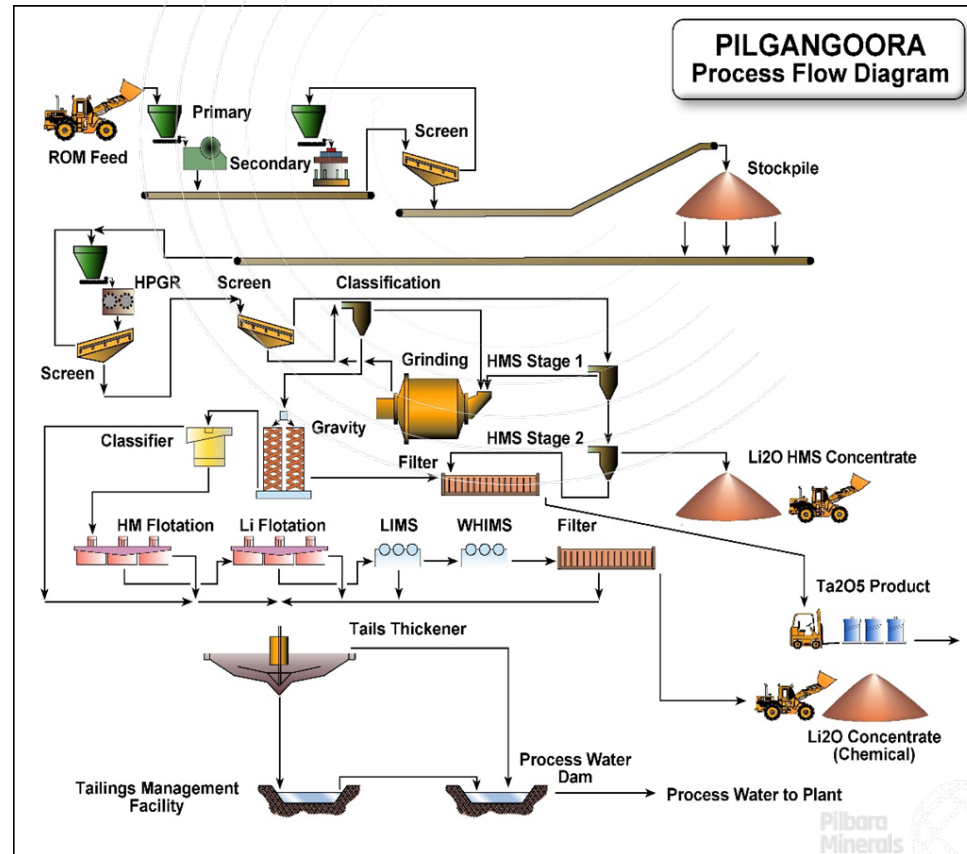 PILGANGOORA
Process Flow Diagram
ROM Feed
Primary
Secondary
Screen
Stockpile
HPGR
Screen
Screen
Classification
Grinding
HMS Stage 1
HMS Stage 2
Gravity
Classifier
Filter
Li2O HMS Concentrate
HM Flotation
Li Flotation
LIMS
WHIMS
Filter
Ta2O5 Product
Tails Thickener
Li2O Concentrate
(Chemical)
Tailings Management
Facility
Process Water
Dam
Process Water to Plant
Pilbara
Minerals